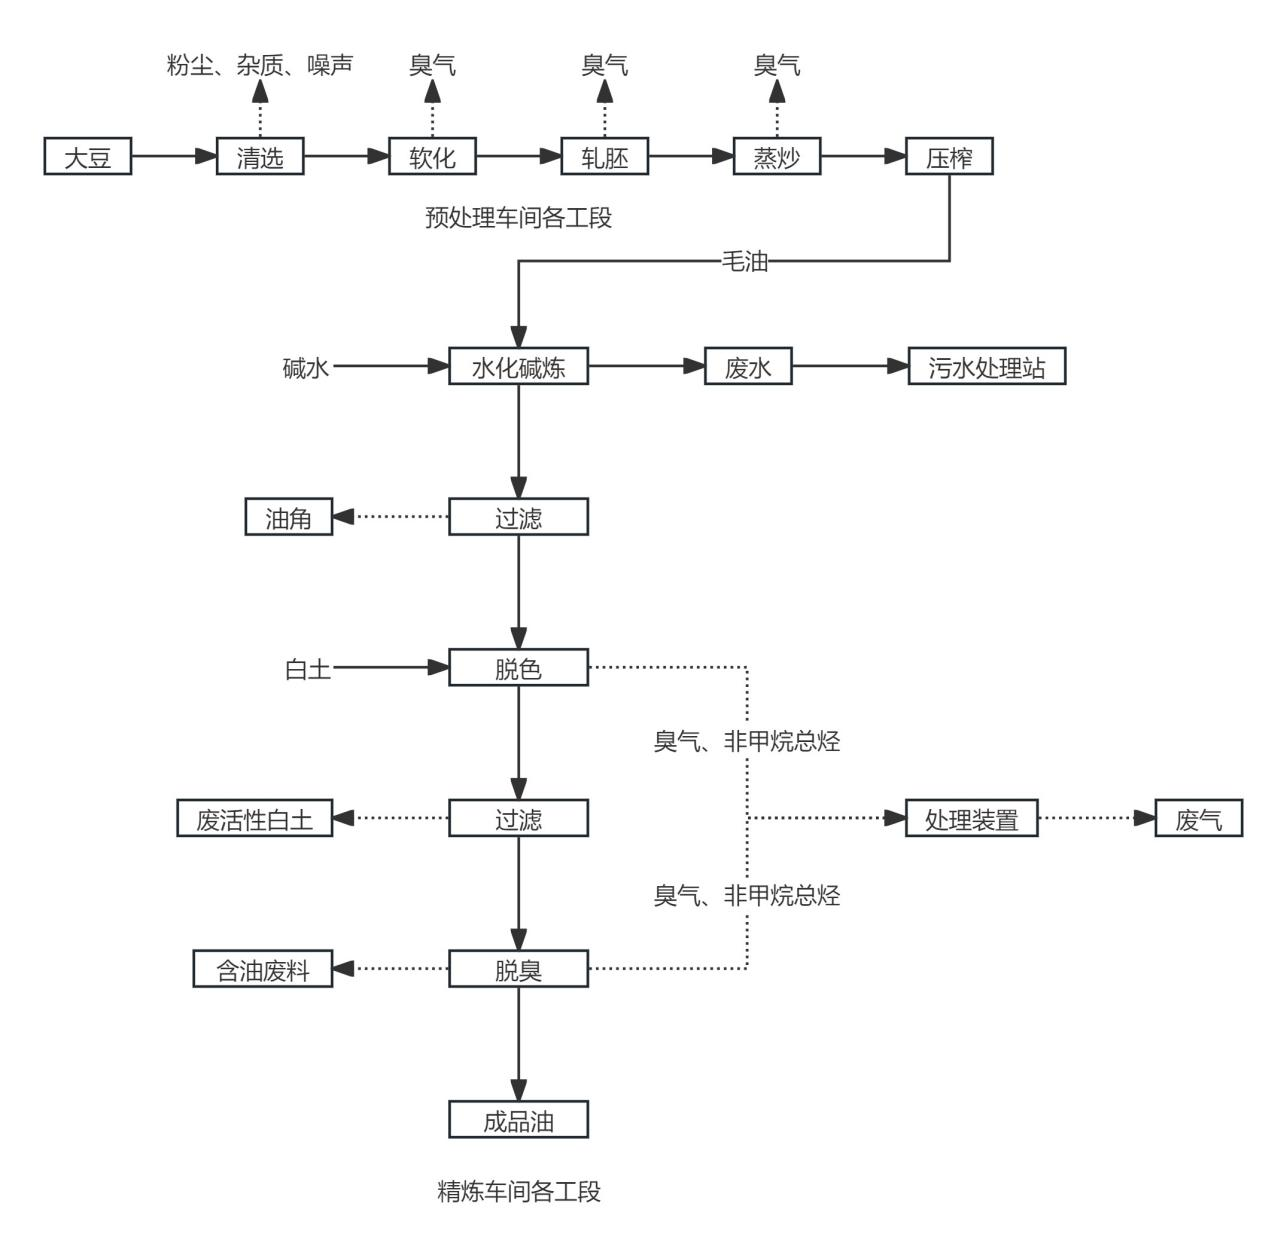 粉尘、杂质、噪声
臭气
臭气
臭气
大豆
清选
软化
轧胚
蒸炒
压榨
预处理车间各工段
毛油
碱水
水化碱炼
废水
污水处理站
油角
过滤
白土
脱色
臭气、非甲烷总烃
废活性白土
过滤
处理装置
废气
臭气、非甲烷总烃
含油废料
脱臭
成品油
精炼车间各工段